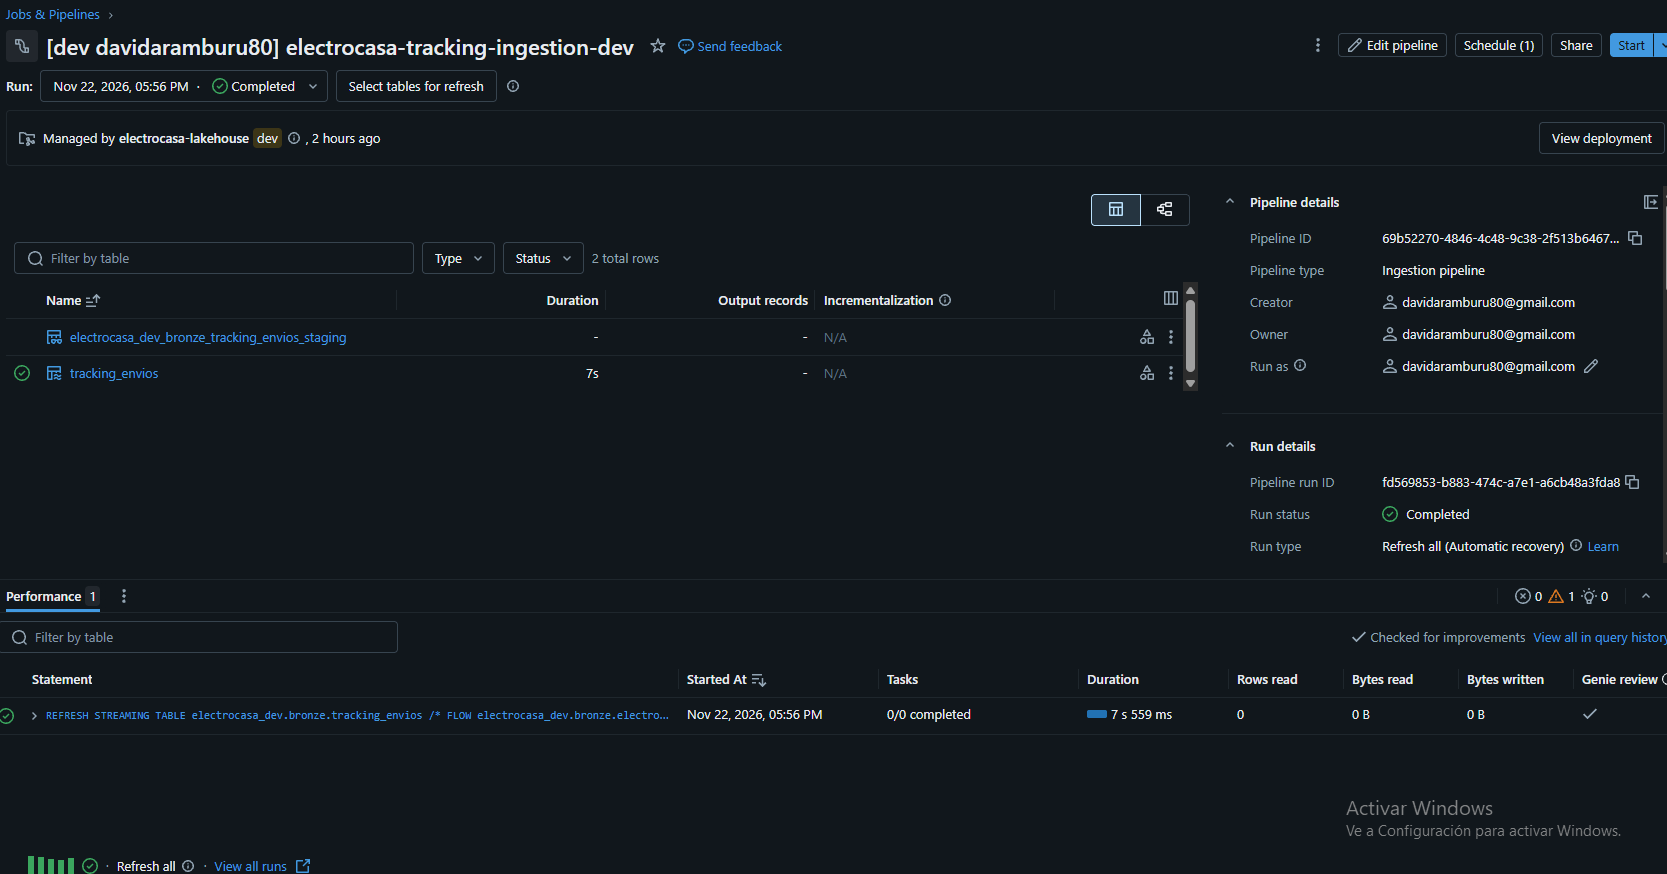 Jobs & Pipelines
[dev davidaramburu80] electrocasa-tracking-ingestion-dev
Send feedback
Edit pipeline
Schedule (1)
Share
Start
Run:
Nov 22, 2026, 05:56 PM · Completed
Select tables for refresh
Managed by electrocasa-lakehouse dev , 2 hours ago
View deployment
Filter by table
Type
Status
2 total rows
Name Duration Output records Incrementalization
electrocasa_dev_bronze_tracking_envios_staging - - N/A
tracking_envios 7s - N/A
Pipeline details
Pipeline ID 69b52270-4846-4c48-9c38-2f513b6467...
Pipeline type Ingestion pipeline
Creator davidaramburu80@gmail.com
Owner davidaramburu80@gmail.com
Run as davidaramburu80@gmail.com
Run details
Pipeline run ID fd569853-b883-474c-a7e1-a6cb48a3fda8
Run status Completed
Run type Refresh all (Automatic recovery) Learn
Performance 1
0 1 0
Filter by table
Checked for improvements View all in query history
Statement Started At Tasks Duration Rows read Bytes read Bytes written Genie review
REFRESH STREAMING TABLE electrocasa_dev.bronze.tracking_envios /* FLOW electrocasa_dev.bronze.electro... Nov 22, 2026, 05:56 PM 0/0 completed 7 s 559 ms 0 0 B 0 B
Activar Windows
Ve a Configuración para activar Windows.
· Refresh all · View all runs